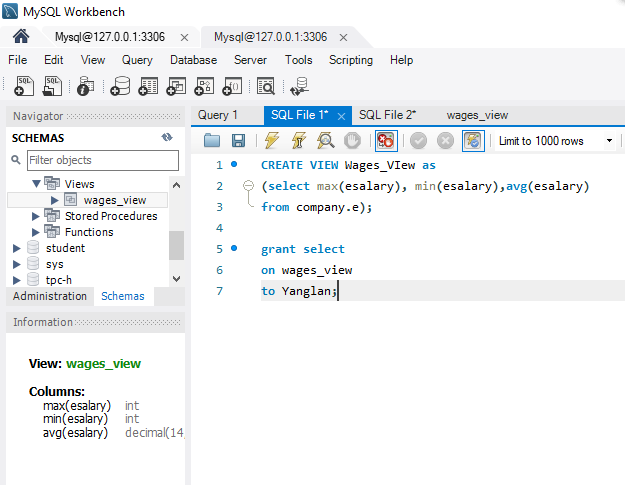 MySQL Workbench
Mysql@127.0.0.1:3306 × Mysql@127.0.0.1:3306 ×
File Edit View Query Database Server Tools Scripting Help
SQL SQL
Navigator Query 1 SQL File 1* × SQL File 2* wages_view
SCHEMAS
Filter objects Limit to 1000 rows
Views
wages_view
Stored Procedures
Functions
student
sys
tpc-h
Administration Schemas
Information
View: wages_view
Columns:
max(esalary) int
min(esalary) int
avg(esalary) decimal(14,
1 CREATE VIEW Wages_VIew as
2 (select max(esalary), min(esalary),avg(esalary)
3 from company.e);
4
5 grant select
6 on wages_view
7 to Yanglan;